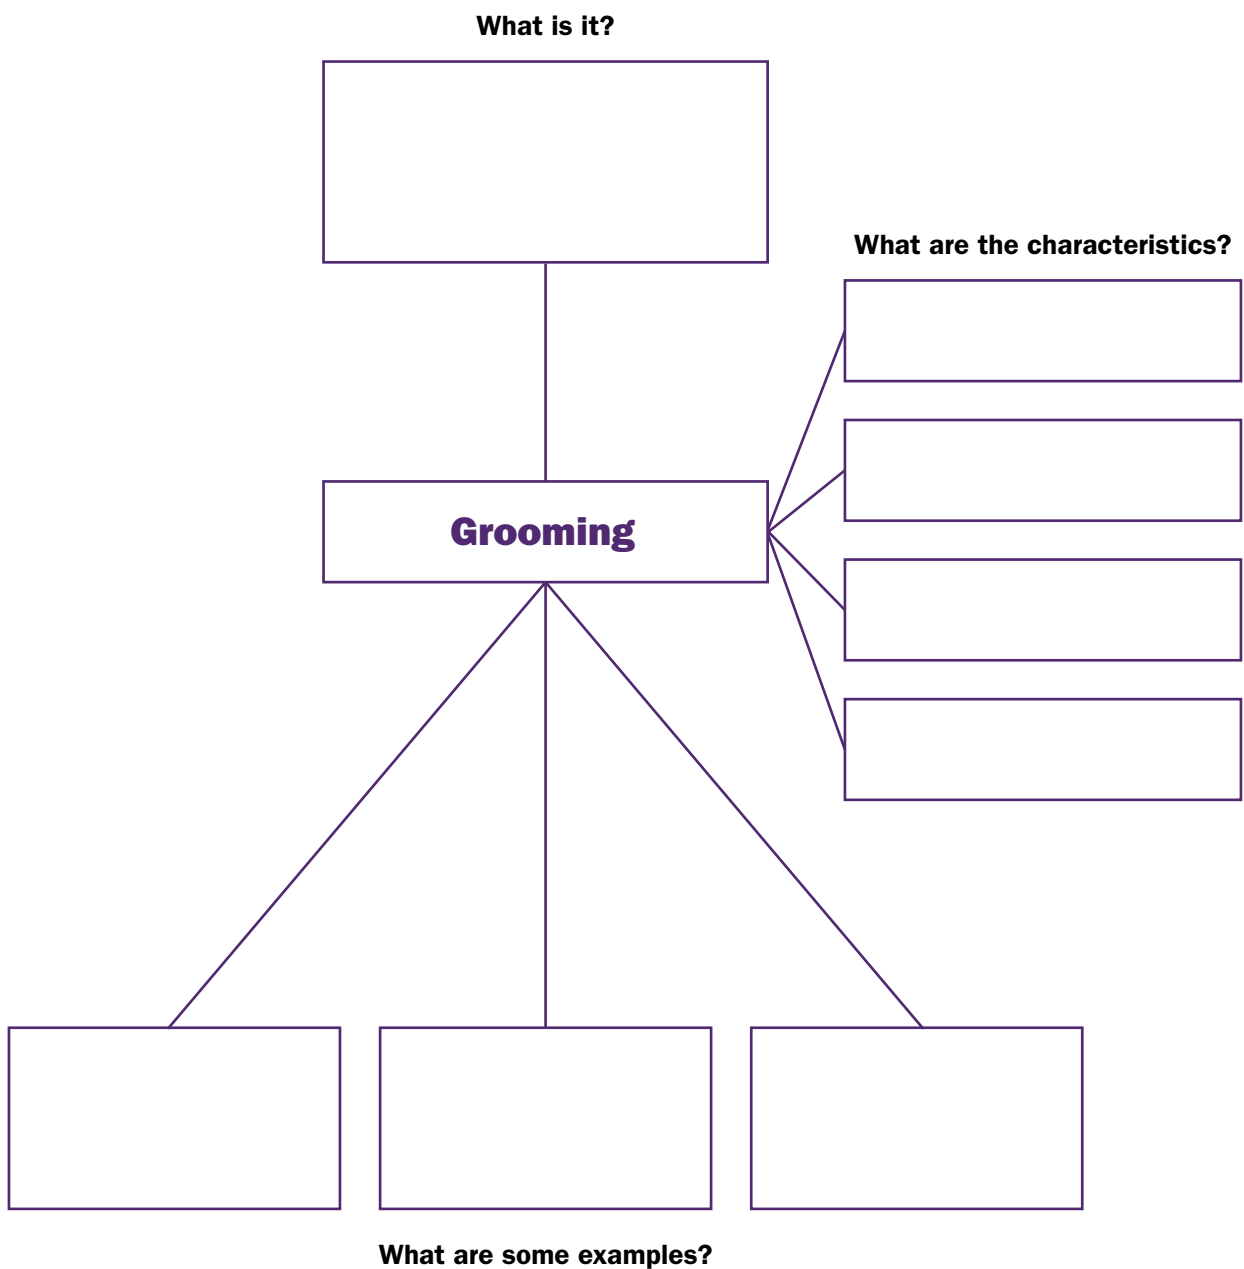 What is it?
What are the characteristics?
Grooming
What are some examples?